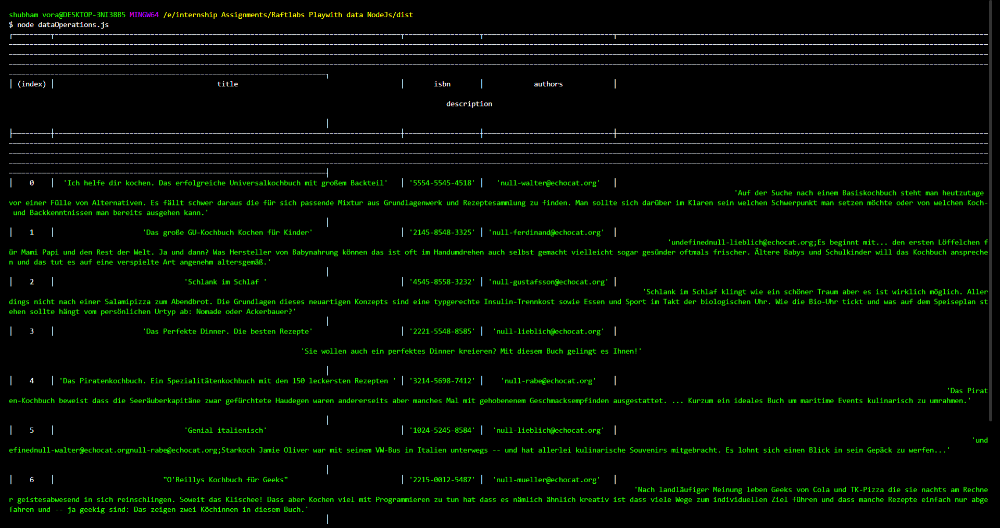 shubham vora@DESKTOP-3NI38B5 MINGW64 /e/internship Assignments/Raftlabs Playwith data NodeJs/dist
$ node dataOperations.js
(index) title isbn authors
description
0 'Ich helfe dir kochen. Das erfolgreiche Universalkochbuch mit großem Backteil' '5554-5545-4518' 'null-walter@echocat.org'
'Auf der Suche nach einem Basiskochbuch steht man heutzutage
vor einer Fülle von Alternativen. Es fällt schwer daraus die für sich passende Mixtur aus Grundlagenwerk und Rezeptesammlung zu finden. Man sollte sich darüber im Klaren sein welchen Schwerpunkt man setzen möchte oder von welchen Koch-
und Backkenntnissen man bereits ausgehen kann.'
1 'Das große GU-Kochbuch Kochen für Kinder' '2145-8548-3325' 'null-ferdinand@echocat.org'
'undefinednull-lieblich@echocat.org;Es beginnt mit... den ersten Löffelchen f
ür Mami Papi und den Rest der Welt. Ja und dann? Was Hersteller von Babynahrung können das ist oft im Handumdrehen auch selbst gemacht vielleicht sogar gesünder oftmals frischer. Ältere Babys und Schulkinder will das Kochbuch anspreche
n und das tut es auf eine verspielte Art angenehm altersgemäß.'
2 'Schlank im Schlaf ' '4545-8558-3232' 'null-gustafsson@echocat.org'
'Schlank im Schlaf klingt wie ein schöner Traum aber es ist wirklich möglich. Aller
dings nicht nach einer Salamipizza zum Abendbrot. Die Grundlagen dieses neuartigen Konzepts sind eine typgerechte Insulin-Trennkost sowie Essen und Sport im Takt der biologischen Uhr. Wie die Bio-Uhr tickt und was auf dem Speiseplan st
ehen sollte hängt vom persönlichen Urtyp ab: Nomade oder Ackerbauer?'
3 'Das Perfekte Dinner. Die besten Rezepte' '2221-5548-8585' 'null-lieblich@echocat.org'
'Sie wollen auch ein perfektes Dinner kreieren? Mit diesem Buch gelingt es Ihnen!'
4 'Das Piratenkochbuch. Ein Spezialitätenkochbuch mit den 150 leckersten Rezepten ' '3214-5698-7412' 'null-rabe@echocat.org'
'Das Pirat
en-Kochbuch beweist dass die Seeräuberkapitäne zwar gefürchtete Haudegen waren andererseits aber manches Mal mit gehobenenem Geschmacksempfinden ausgestattet. ... Kurzum ein ideales Buch um maritime Events kulinarisch zu umrahmen.'
5 'Genial italienisch' '1024-5245-8584' 'null-lieblich@echocat.org'
'und
efinednull-walter@echocat.orgnull-rabe@echocat.org;Starkoch Jamie Oliver war mit seinem VW-Bus in Italien unterwegs -- und hat allerlei kulinarische Souvenirs mitgebracht. Es lohnt sich einen Blick in sein Gepäck zu werfen...'
6 "O'Reillys Kochbuch für Geeks" '2215-0012-5487' 'null-mueller@echocat.org'
'Nach landläufiger Meinung leben Geeks von Cola und TK-Pizza die sie nachts am Rechne
r geistesabwesend in sich reinschlingen. Soweit das Klischee! Dass aber Kochen viel mit Programmieren zu tun hat dass es nämlich ähnlich kreativ ist dass viele Wege zum individuellen Ziel führen und dass manche Rezepte einfach nur abge
fahren und -- ja geekig sind: Das zeigen zwei Köchinnen in diesem Buch.'